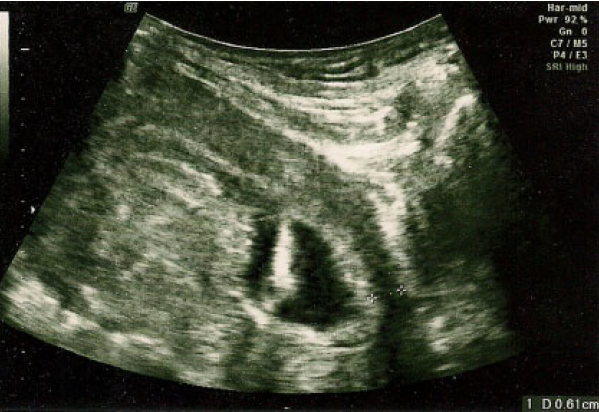 Har-mid
Pwr 92 %
Gn 0
C7 / M5
P4 / E3
SRI High
1 D 0.61cm